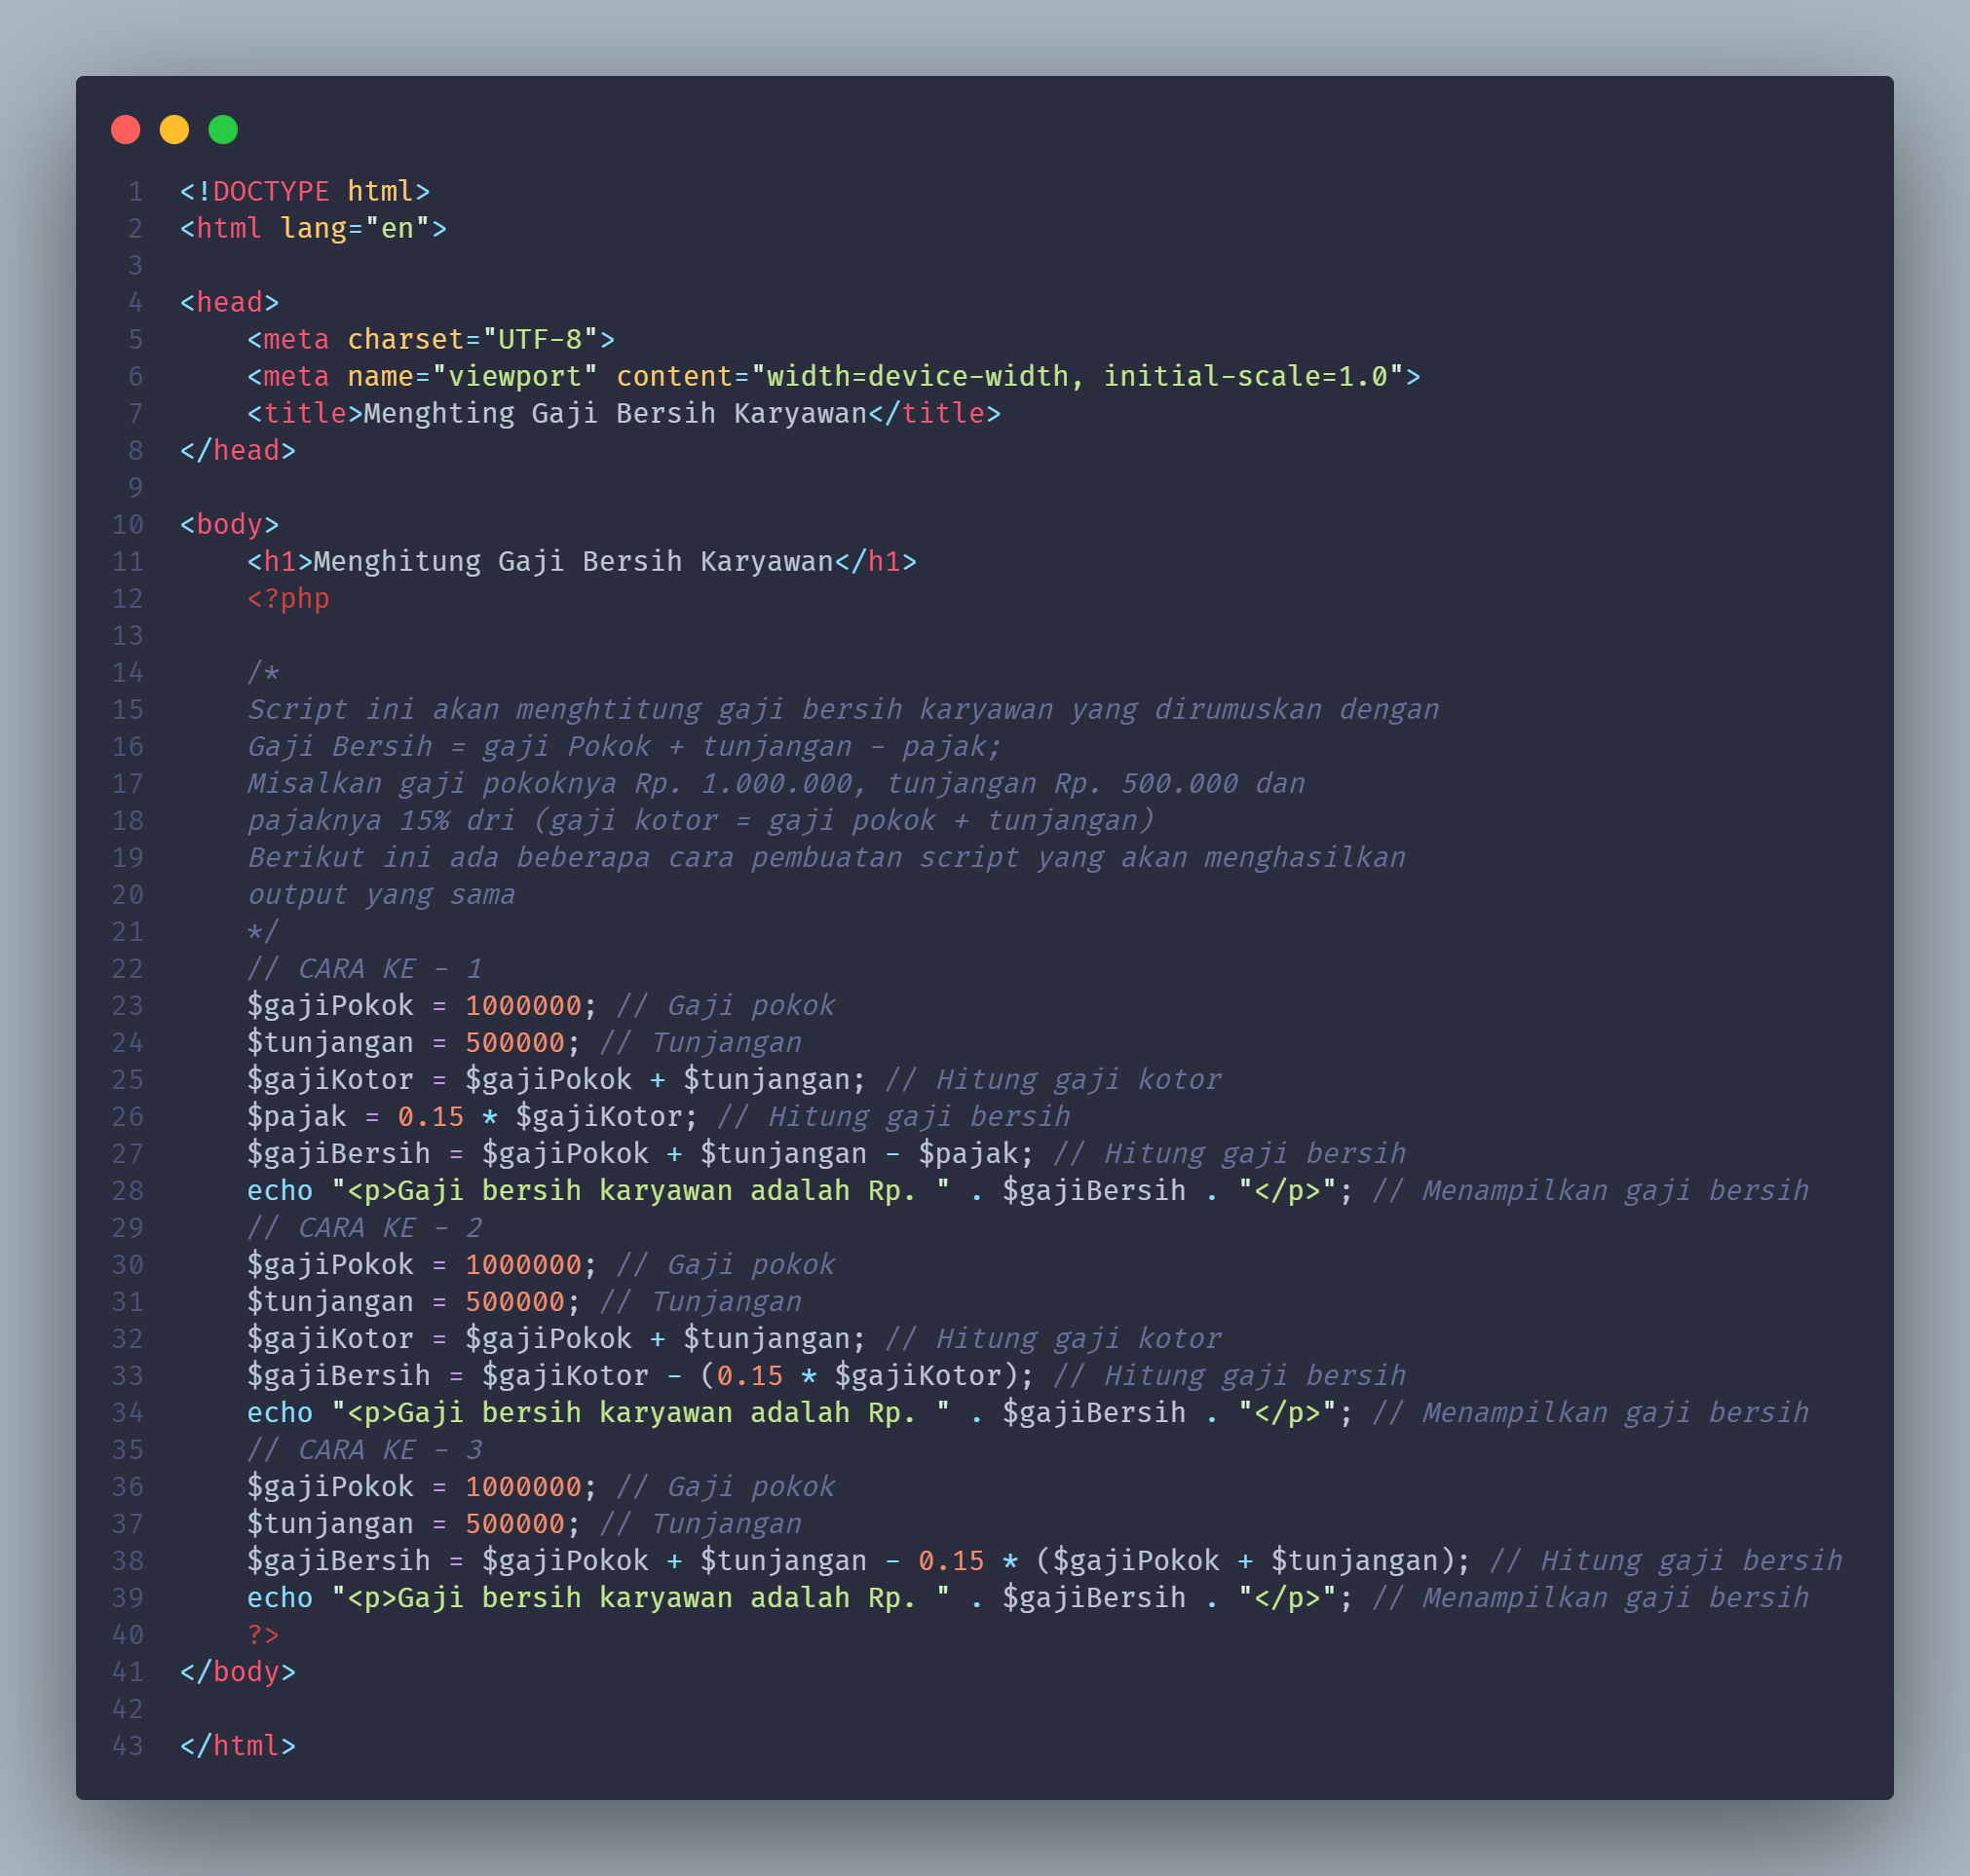 1 <!DOCTYPE html>
2 <html lang="en">
3
4 <head>
5     <meta charset="UTF-8">
6     <meta name="viewport" content="width=device-width, initial-scale=1.0">
7     <title>Menghting Gaji Bersih Karyawan</title>
8 </head>
9
10 <body>
11     <h1>Menghitung Gaji Bersih Karyawan</h1>
12     <?php
13
14     /*
15     Script ini akan menghtitung gaji bersih karyawan yang dirumuskan dengan
16     Gaji Bersih = gaji Pokok + tunjangan - pajak;
17     Misalkan gaji pokoknya Rp. 1.000.000, tunjangan Rp. 500.000 dan
18     pajaknya 15% dri (gaji kotor = gaji pokok + tunjangan)
19     Berikut ini ada beberapa cara pembuatan script yang akan menghasilkan
20     output yang sama
21     */
22     // CARA KE - 1
23     $gajiPokok = 1000000; // Gaji pokok
24     $tunjangan = 500000; // Tunjangan
25     $gajiKotor = $gajiPokok + $tunjangan; // Hitung gaji kotor
26     $pajak = 0.15 * $gajiKotor; // Hitung gaji bersih
27     $gajiBersih = $gajiPokok + $tunjangan - $pajak; // Hitung gaji bersih
28     echo "<p>Gaji bersih karyawan adalah Rp. " . $gajiBersih . "</p>"; // Menampilkan gaji bersih
29     // CARA KE - 2
30     $gajiPokok = 1000000; // Gaji pokok
31     $tunjangan = 500000; // Tunjangan
32     $gajiKotor = $gajiPokok + $tunjangan; // Hitung gaji kotor
33     $gajiBersih = $gajiKotor - (0.15 * $gajiKotor); // Hitung gaji bersih
34     echo "<p>Gaji bersih karyawan adalah Rp. " . $gajiBersih . "</p>"; // Menampilkan gaji bersih
35     // CARA KE - 3
36     $gajiPokok = 1000000; // Gaji pokok
37     $tunjangan = 500000; // Tunjangan
38     $gajiBersih = $gajiPokok + $tunjangan - 0.15 * ($gajiPokok + $tunjangan); // Hitung gaji bersih
39     echo "<p>Gaji bersih karyawan adalah Rp. " . $gajiBersih . "</p>"; // Menampilkan gaji bersih
40     ?>
41 </body>
42
43 </html>